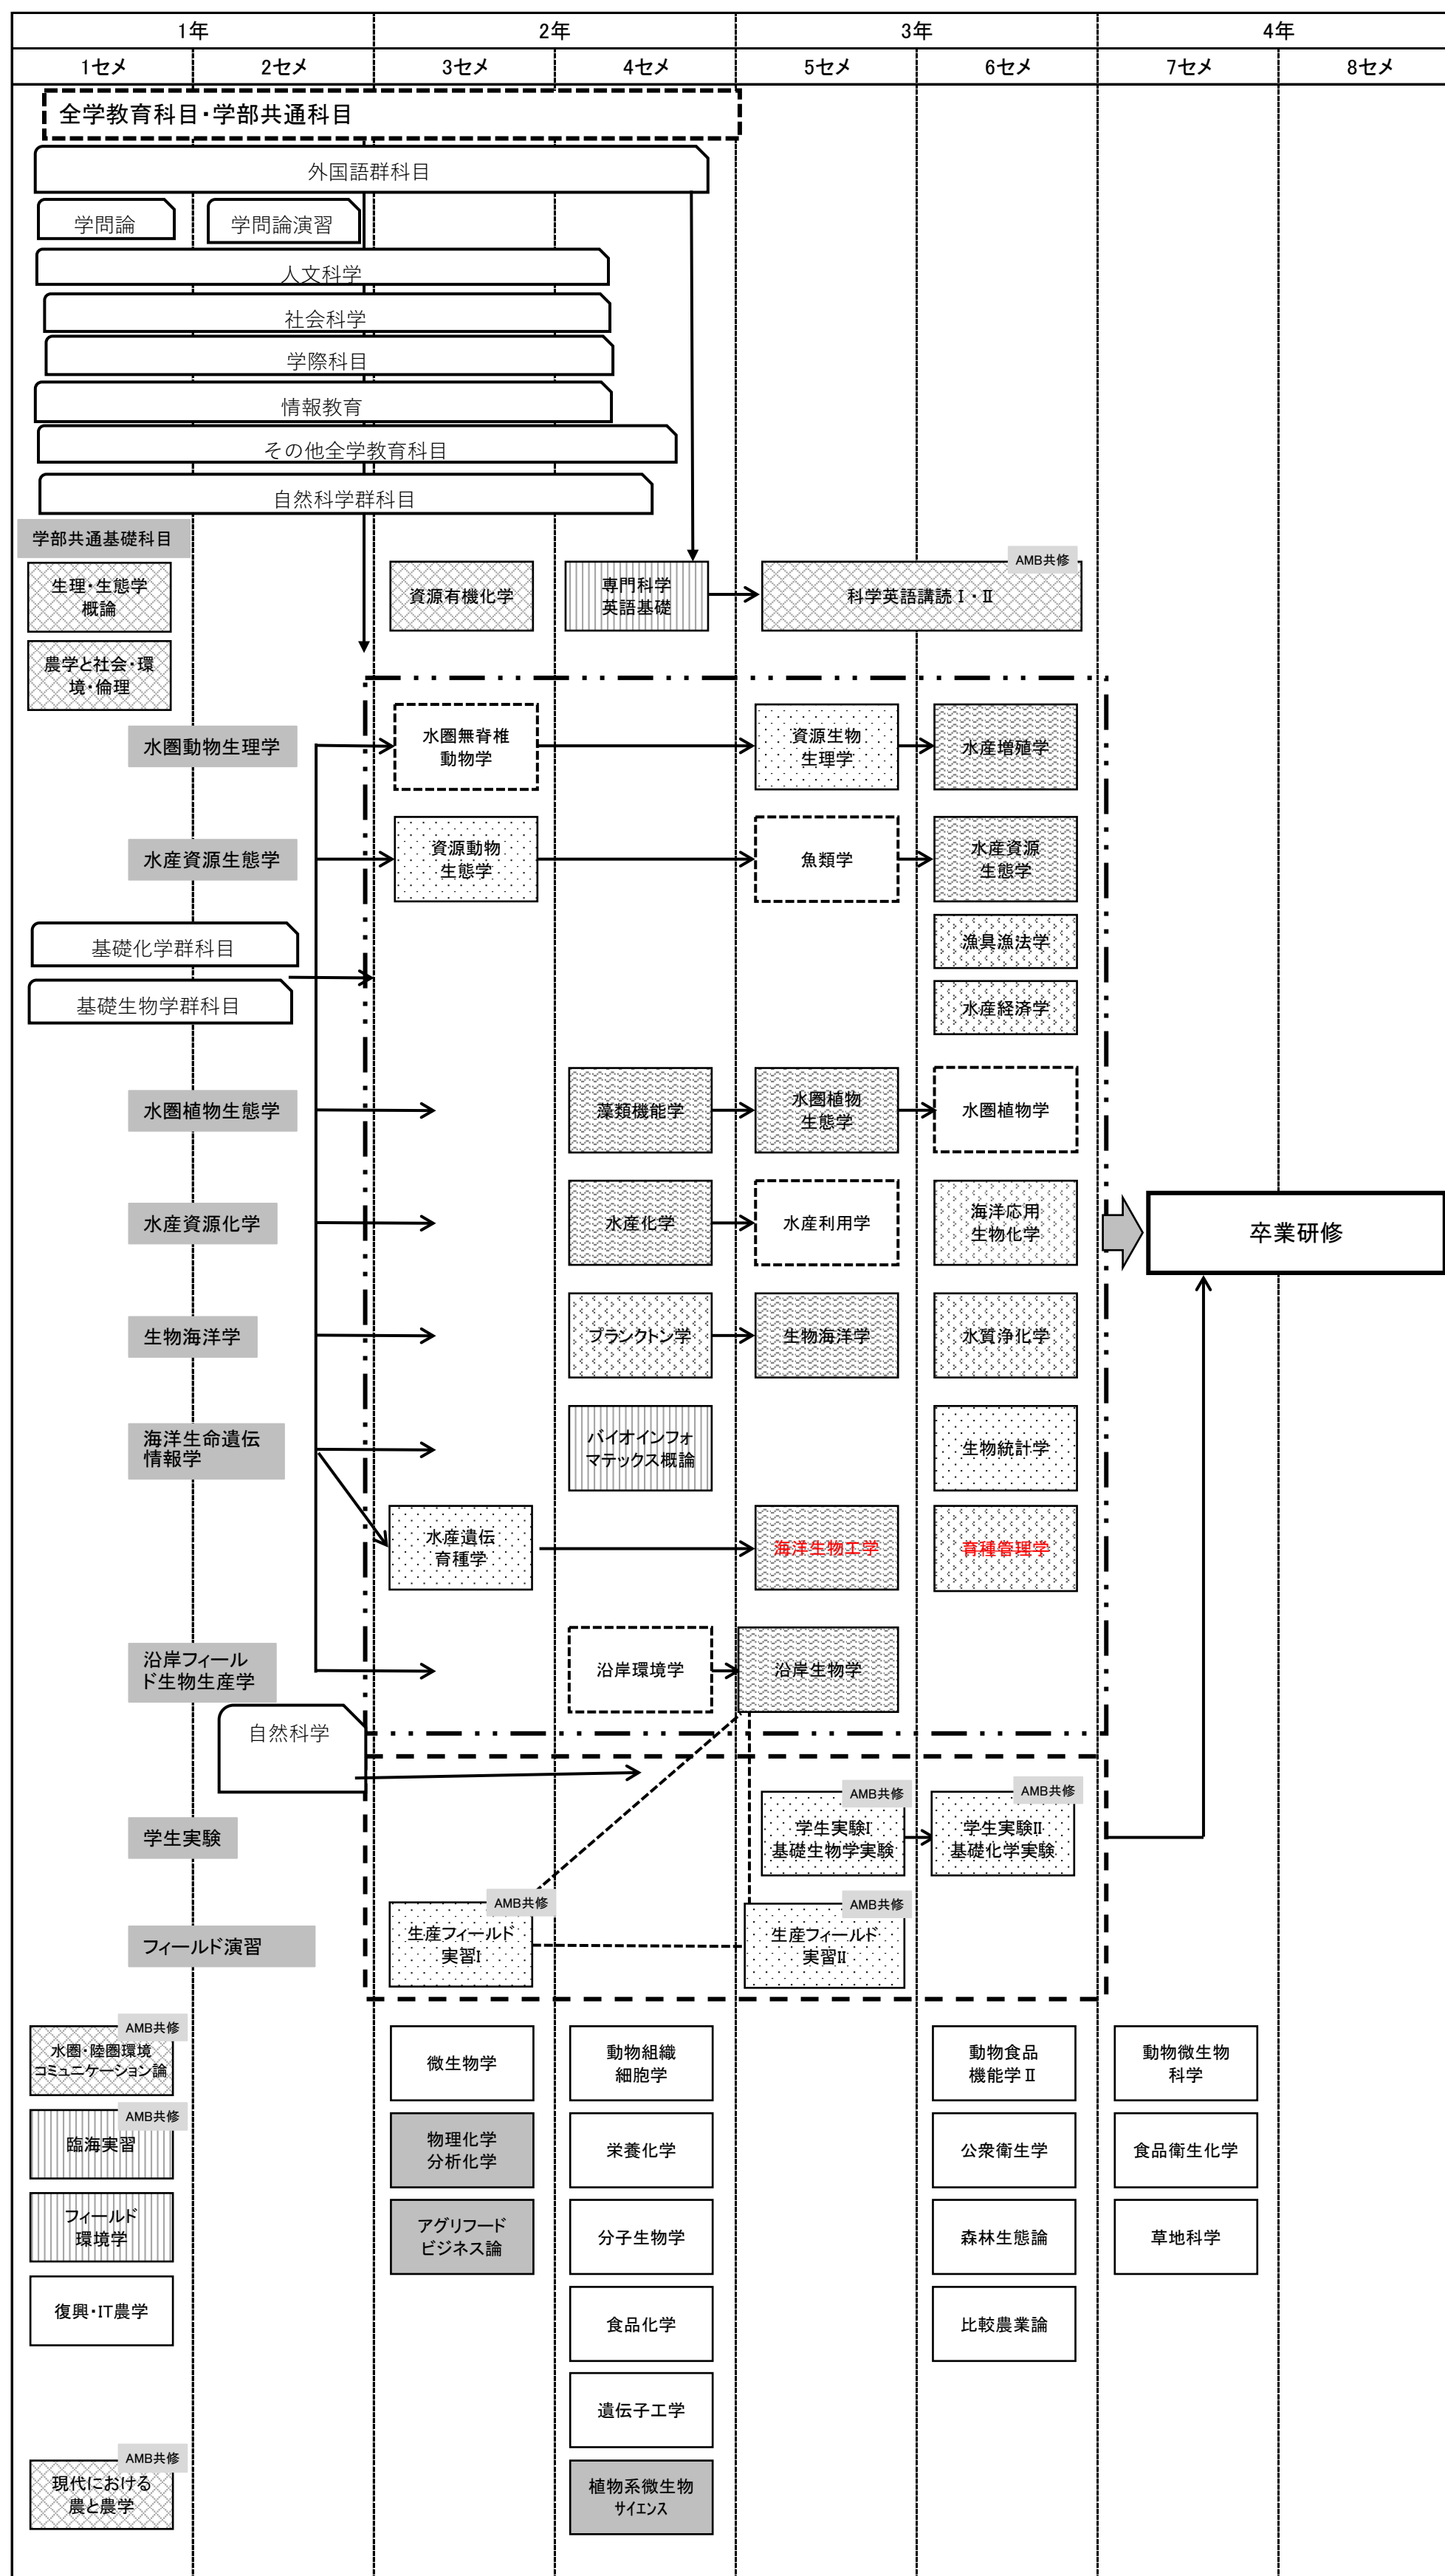 1年
2年
3年
4年
1セメ
2セメ
3セメ
4セメ
5セメ
6セメ
7セメ
8セメ
全学教育科目・学部共通科目
外国語群科目
学問論
学問論演習
人文科学
社会科学
学際科目
情報教育
その他全学教育科目
自然科学群科目
学部共通基礎科目
生理・生態学
概論
資源有機化学
専門科学
英語基礎
AMB共修
科学英語講読Ⅰ・Ⅱ
農学と社会・環
境・倫理
水圏動物生理学
水圏無脊椎
動物学
資源生物
生理学
水産増殖学
水産資源生態学
資源動物
生態学
魚類学
水産資源
生態学
基礎化学群科目
漁具漁法学
基礎生物学群科目
水産経済学
水圏植物生態学
藻類機能学
水圏植物
生態学
水圏植物学
水産資源化学
水産化学
水産利用学
海洋応用
生物化学
卒業研修
生物海洋学
プランクトン学
生物海洋学
水質浄化学
海洋生命遺伝
情報学
バイオインフォ
マテックス概論
生物統計学
水産遺伝
育種学
海洋生物工学
育種管理学
沿岸フィール
ド生物生産学
沿岸環境学
沿岸生物学
自然科学
学生実験
AMB共修
学生実験I
基礎生物学実験
AMB共修
学生実験II
基礎化学実験
フィールド演習
AMB共修
生産フィールド
実習I
AMB共修
生産フィールド
実習II
AMB共修
水圏・陸圏環境
コミュニケーション論
微生物学
動物組織
細胞学
動物食品
機能学Ⅱ
動物微生物
科学
AMB共修
臨海実習
物理化学
分析化学
栄養化学
公衆衛生学
食品衛生化学
フィールド
環境学
アグリフード
ビジネス論
分子生物学
森林生態論
草地科学
復興・IT農学
食品化学
比較農業論
遺伝子工学
AMB共修
現代における
農と農学
植物系微生物
サイエンス